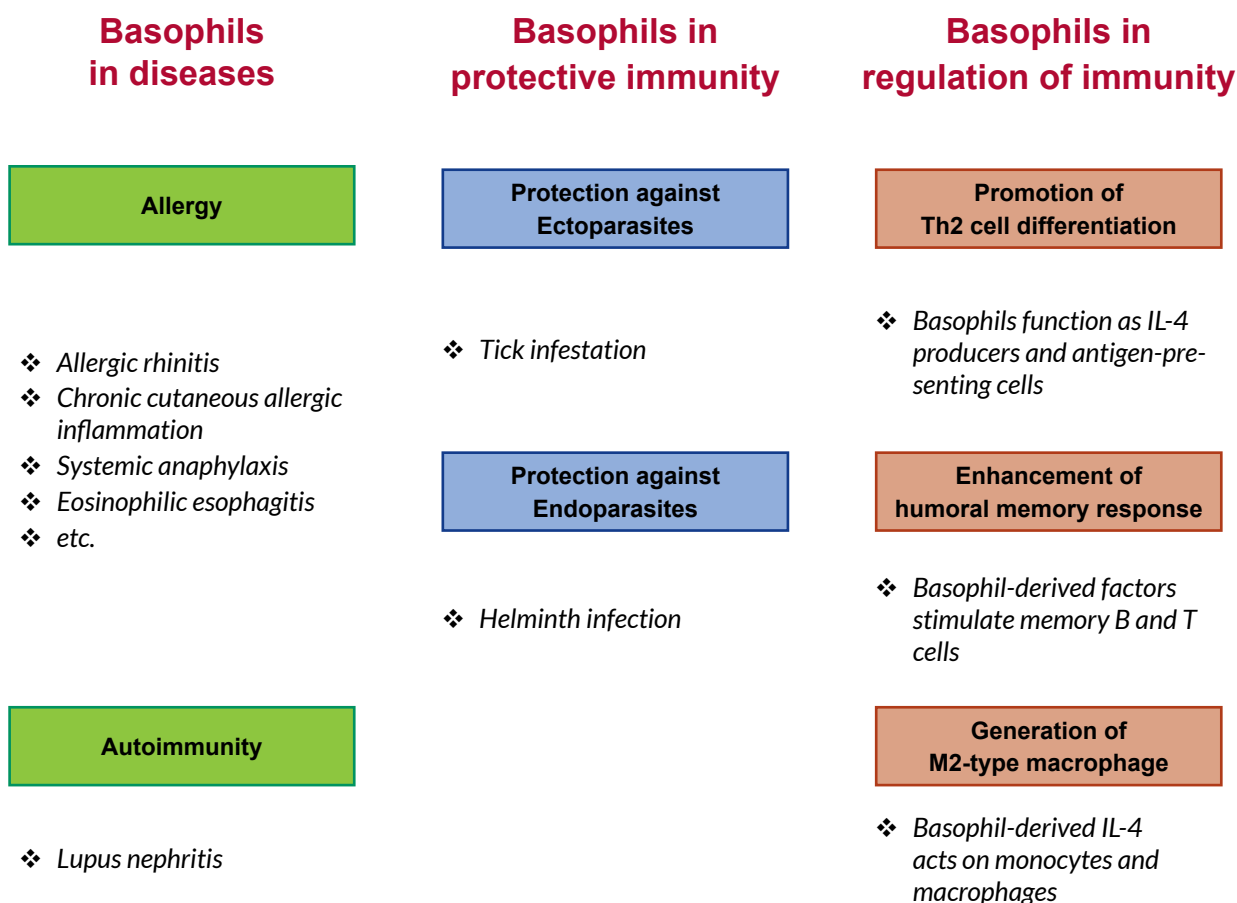 Basophils
in diseases
Allergy
❖ Allergic rhinitis
❖ Chronic cutaneous allergic
inflammation
❖ Systemic anaphylaxis
❖ Eosinophilic esophagitis
❖ etc.
Autoimmunity
❖ Lupus nephritis
Basophils in
protective immunity
Protection against
Ectoparasites
❖ Tick infestation
Protection against
Endoparasites
❖ Helminth infection
Basophils in
regulation of immunity
Promotion of
Th2 cell differentiation
❖ Basophils function as IL-4
producers and antigen-pre-
senting cells
Enhancement of
humoral memory response
❖ Basophil-derived factors
stimulate memory B and T
cells
Generation of
M2-type macrophage
❖ Basophil-derived IL-4
acts on monocytes and
macrophages